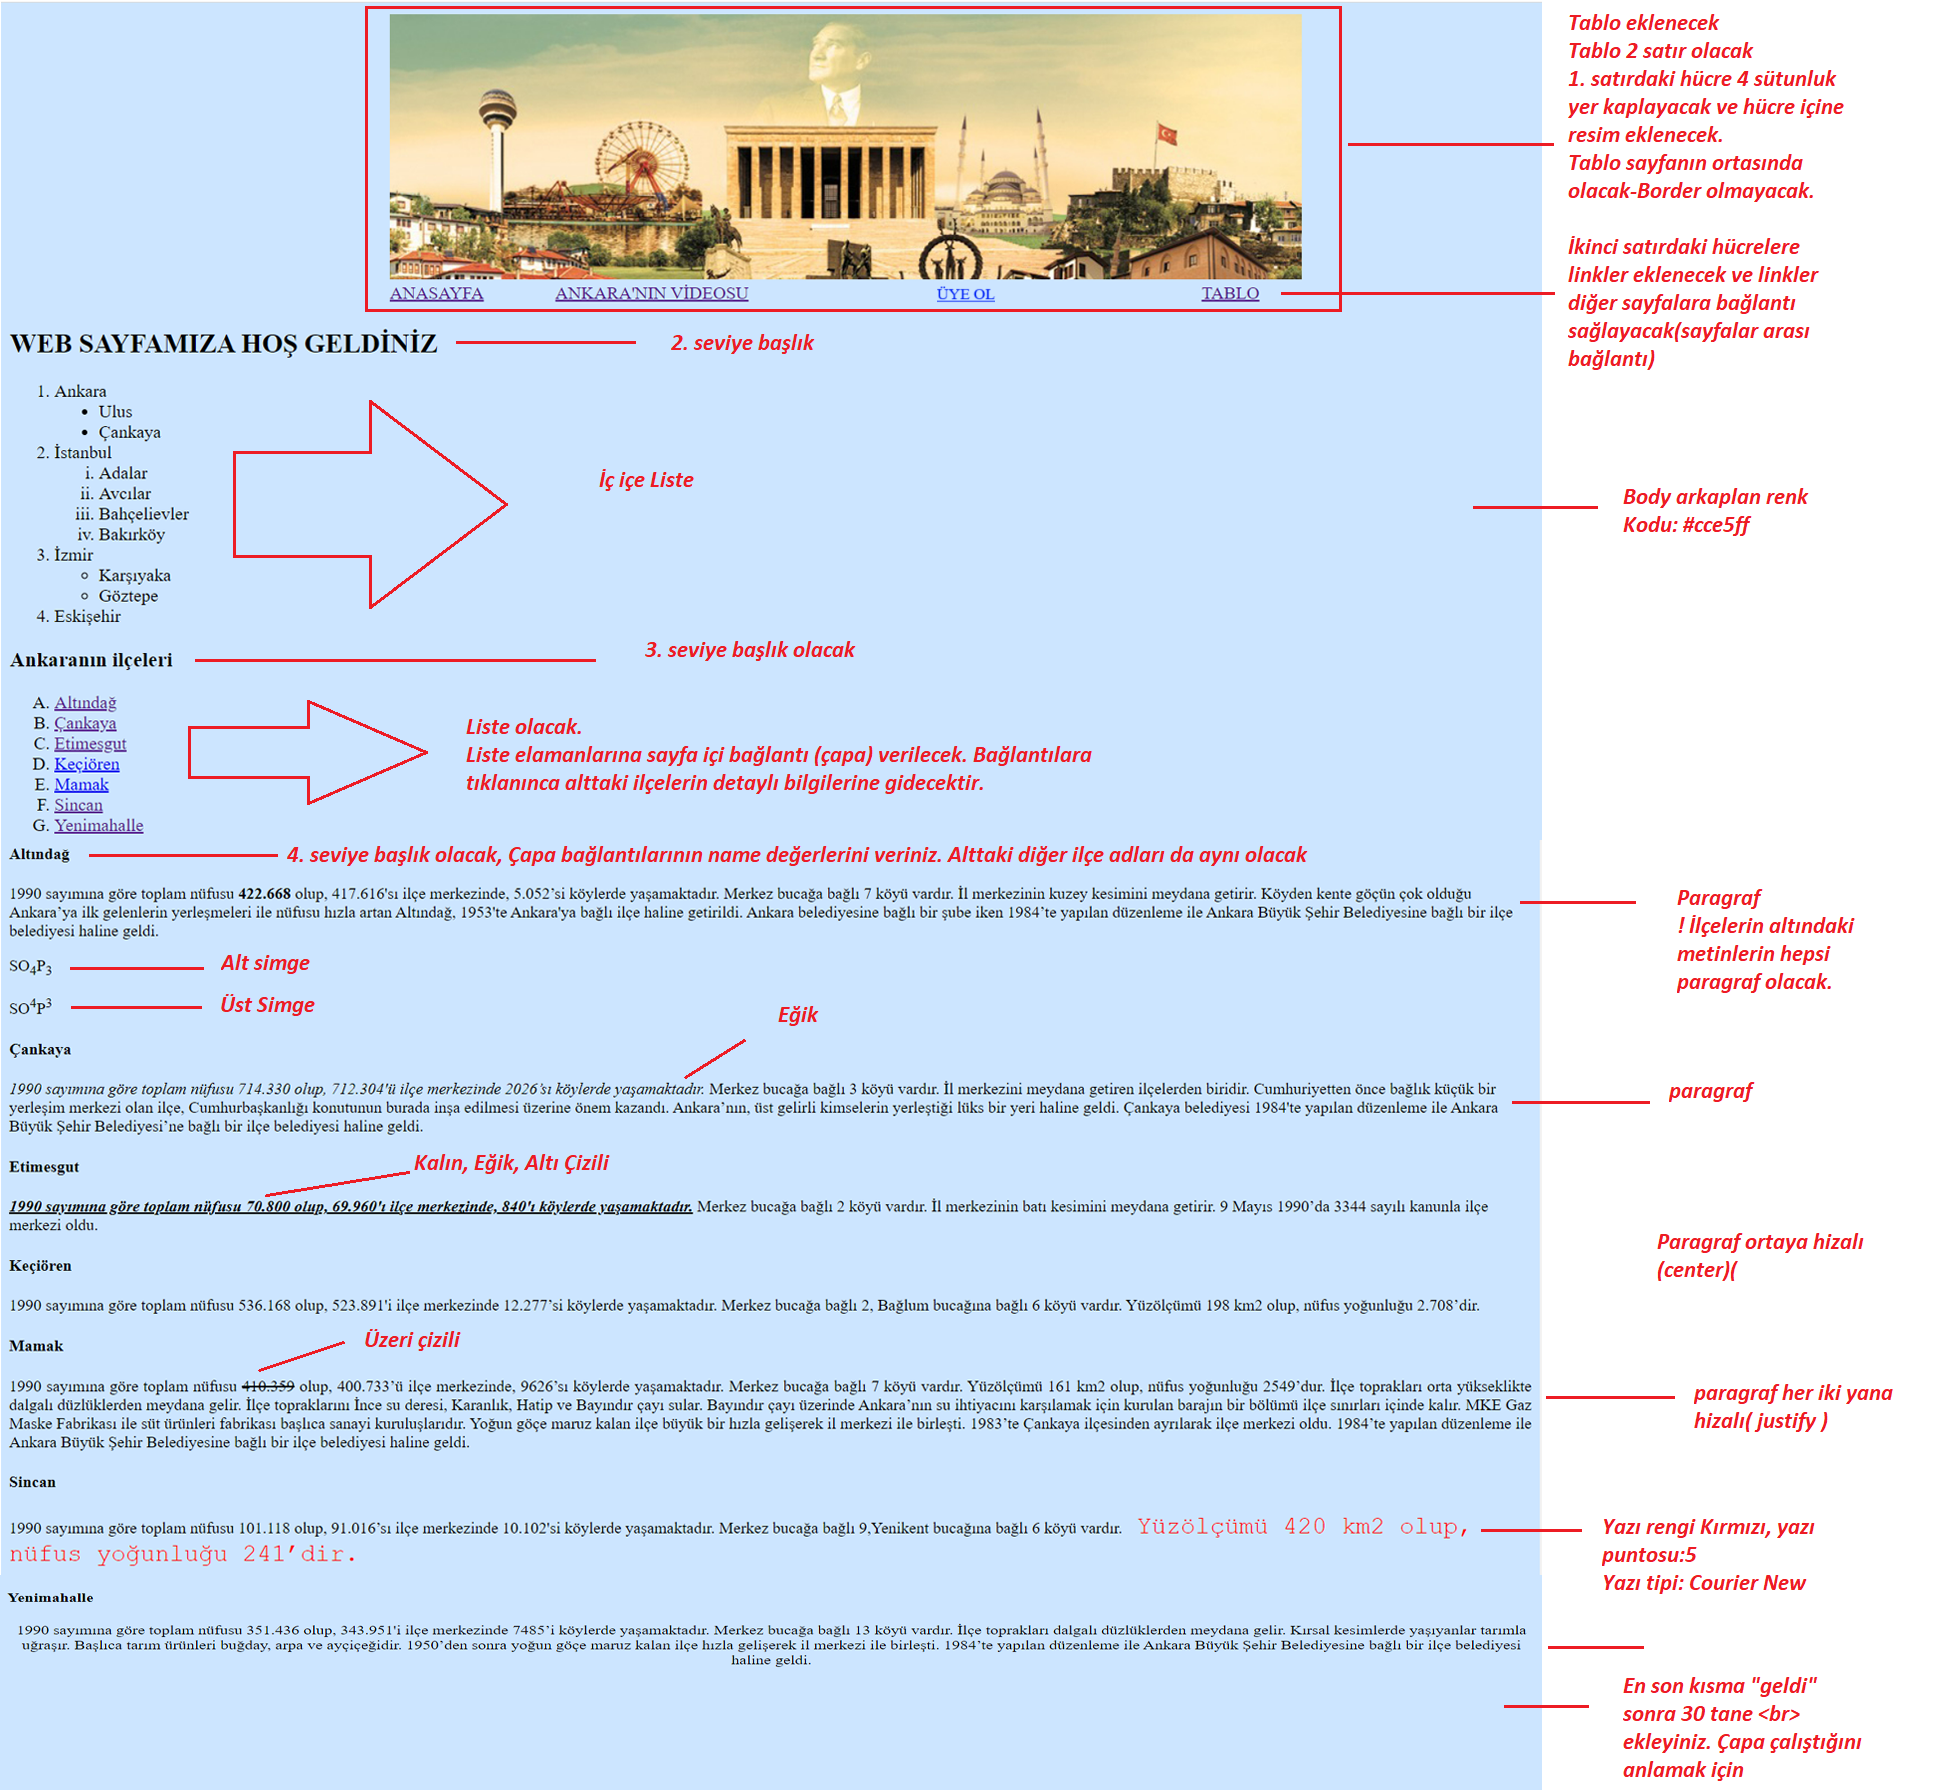 Tablo eklenecek
Tablo 2 satır olacak
1. satırdaki hücre 4 sütunluk
yer kaplayacak ve hücre içine
resim eklenecek.
Tablo sayfanın ortasında
olacak-Border olmayacak.
İkinci satırdaki hücrelere
linkler eklenecek ve linkler
diğer sayfalara bağlantı
sağlayacak(sayfalar arası
bağlantı)
ANASAYFA ANKARA'NIN VİDEOSU ÜYE OL TABLO
WEB SAYFAMIZA HOŞ GELDİNİZ
2. seviye başlık
1. Ankara
• Ulus
• Çankaya
2. İstanbul
i. Adalar
ii. Avcılar
iii. Bahçelievler
iv. Bakırköy
3. İzmir
○ Karşıyaka
○ Göztepe
4. Eskişehir
İç içe Liste
Body arkaplan renk
Kodu: #cce5ff
Ankaranın ilçeleri
3. seviye başlık olacak
A. Altındağ
B. Çankaya
C. Etimesgut
D. Keçiören
E. Mamak
F. Sincan
G. Yenimahalle
Liste olacak.
Liste elamanlarına sayfa içi bağlantı (çapa) verilecek. Bağlantılara
tıklanınca alttaki ilçelerin detaylı bilgilerine gidecektir.
Altındağ
4. seviye başlık olacak, Çapa bağlantılarının name değerlerini veriniz. Alttaki diğer ilçe adları da aynı olacak
1990 sayımına göre toplam nüfusu 422.668 olup, 417.616'sı ilçe merkezinde, 5.052’si köylerde yaşamaktadır. Merkez bucağa bağlı 7 köyü vardır. İl merkezinin kuzey kesimini meydana getirir. Köyden kente göçün çok olduğu
Ankara’ya ilk gelenlerin yerleşmeleri ile nüfusu hızla artan Altındağ, 1953'te Ankara'ya bağlı ilçe haline getirildi. Ankara belediyesine bağlı bir şube iken 1984’te yapılan düzenleme ile Ankara Büyük Şehir Belediyesine bağlı bir ilçe
belediyesi haline geldi.
Paragraf
! İlçelerin altındaki
metinlerin hepsi
paragraf olacak.
SO₄P₃
Alt simge
SO⁴P³
Üst Simge
Eğik
Çankaya
1990 sayımına göre toplam nüfusu 714.330 olup, 712.304'ü ilçe merkezinde 2026’sı köylerde yaşamaktadır. Merkez bucağa bağlı 3 köyü vardır. İl merkezini meydana getiren ilçelerden biridir. Cumhuriyetten önce bağlık küçük bir
yerleşim merkezi olan ilçe, Cumhurbaşkanlığı konutunun burada inşa edilmesi üzerine önem kazandı. Ankara’nın, üst gelirli kimselerin yerleştiği lüks bir yeri haline geldi. Çankaya belediyesi 1984'te yapılan düzenleme ile Ankara
Büyük Şehir Belediyesi’ne bağlı bir ilçe belediyesi haline geldi.
paragraf
Etimesgut
Kalın, Eğik, Altı Çizili
1990 sayımına göre toplam nüfusu 70.800 olup, 69.960'ı ilçe merkezinde, 840'ı köylerde yaşamaktadır. Merkez bucağa bağlı 2 köyü vardır. İl merkezinin batı kesimini meydana getirir. 9 Mayıs 1990’da 3344 sayılı kanunla ilçe
merkezi oldu.
Paragraf ortaya hizalı
(center)(
Keçiören
1990 sayımına göre toplam nüfusu 536.168 olup, 523.891'i ilçe merkezinde 12.277’si köylerde yaşamaktadır. Merkez bucağa bağlı 2, Bağlum bucağına bağlı 6 köyü vardır. Yüzölçümü 198 km2 olup, nüfus yoğunluğu 2.708’dir.
Mamak
Üzeri çizili
1990 sayımına göre toplam nüfusu 410.359 olup, 400.733’ü ilçe merkezinde, 9626’sı köylerde yaşamaktadır. Merkez bucağa bağlı 7 köyü vardır. Yüzölçümü 161 km2 olup, nüfus yoğunluğu 2549’dur. İlçe toprakları orta yükseklikte
dalgalı düzlüklerden meydana gelir. İlçe topraklarını İnce su deresi, Karanlık, Hatip ve Bayındır çayı sular. Bayındır çayı üzerinde Ankara’nın su ihtiyacını karşılamak için kurulan barajın bir bölümü ilçe sınırları içinde kalır. MKE Gaz
Maske Fabrikası ile süt ürünleri fabrikası başlıca sanayi kuruluşlarıdır. Yoğun göçe maruz kalan ilçe büyük bir hızla gelişerek il merkezi ile birleşti. 1983’te Çankaya ilçesinden ayrılarak ilçe merkezi oldu. 1984’te yapılan düzenleme ile
Ankara Büyük Şehir Belediyesine bağlı bir ilçe belediyesi haline geldi.
paragraf her iki yana
hizalı( justify )
Sincan
1990 sayımına göre toplam nüfusu 101.118 olup, 91.016’sı ilçe merkezinde 10.102'si köylerde yaşamaktadır. Merkez bucağa bağlı 9,Yenikent bucağına bağlı 6 köyü vardır. Yüzölçümü 420 km2 olup,
nüfus yoğunluğu 241’dir.
Yazı rengi Kırmızı, yazı
puntosu:5
Yazı tipi: Courier New
Yenimahalle
1990 sayımına göre toplam nüfusu 351.436 olup, 343.951'i ilçe merkezinde 7485’i köylerde yaşamaktadır. Merkez bucağa bağlı 13 köyü vardır. İlçe toprakları dalgalı düzlüklerden meydana gelir. Kırsal kesimlerde yaşıyanlar tarımla
uğraşır. Başlıca tarım ürünleri buğday, arpa ve ayçiçeğidir. 1950’den sonra yoğun göçe maruz kalan ilçe hızla gelişerek il merkezi ile birleşti. 1984’te yapılan düzenleme ile Ankara Büyük Şehir Belediyesine bağlı bir ilçe belediyesi
haline geldi.
En son kısma "geldi"
sonra 30 tane <br>
ekleyiniz. Çapa çalıştığını
anlamak için